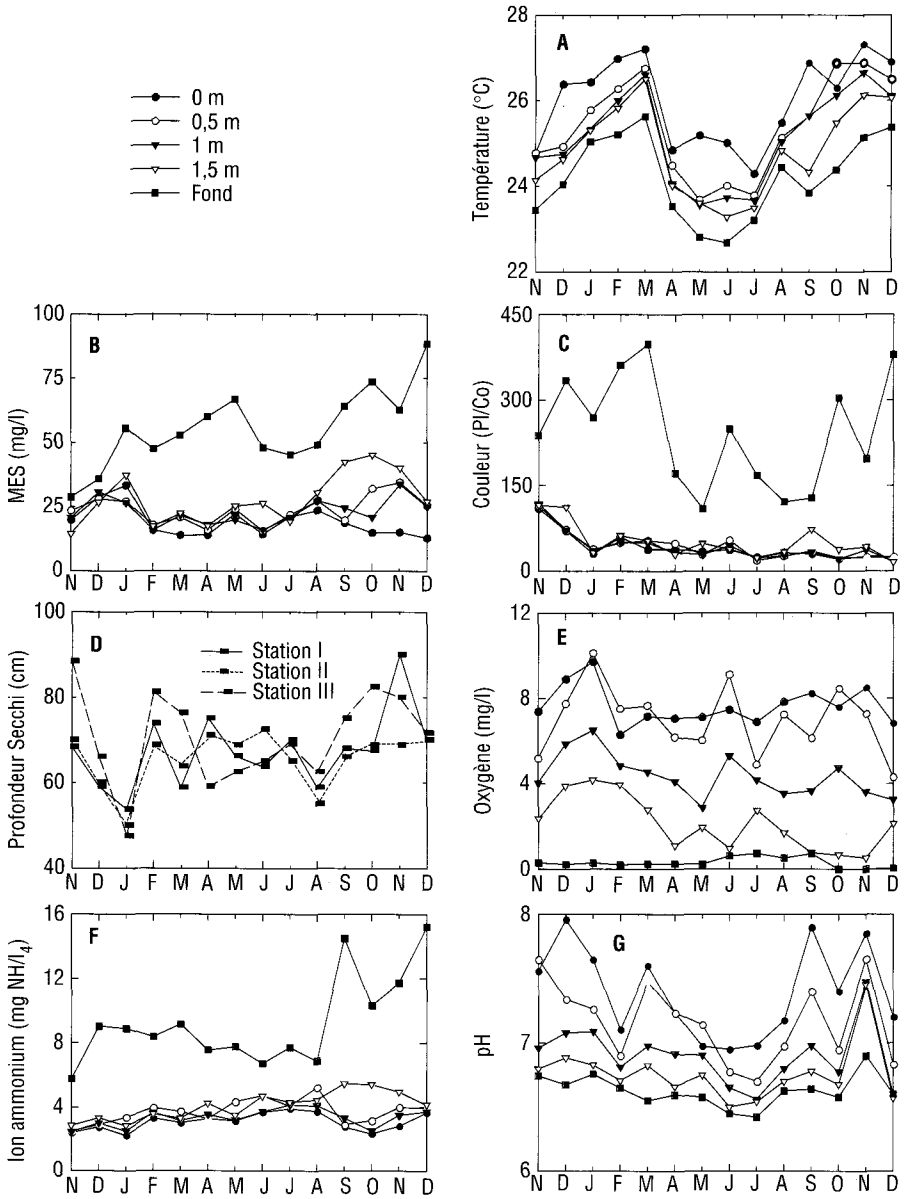 0 m
0,5 m
1 m
1,5 m
Fond
A
Température (°C)
28
26
24
22
N D J F M A M J J A S O N D
B
MES (mg/l)
100
75
50
25
0
N D J F M A M J J A S O N D
C
Couleur (Pl/Co)
450
300
150
0
N D J F M A M J J A S O N D
D
Station I
Station II
Station III
Profondeur Secchi (cm)
100
80
60
40
N D J F M A M J J A S O N D
E
Oxygène (mg/l)
12
8
4
0
N D J F M A M J J A S O N D
F
Ion ammonium (mg NH/l4)
16
12
8
4
0
N D J F M A M J J A S O N D
G
pH
8
7
6
N D J F M A M J J A S O N D